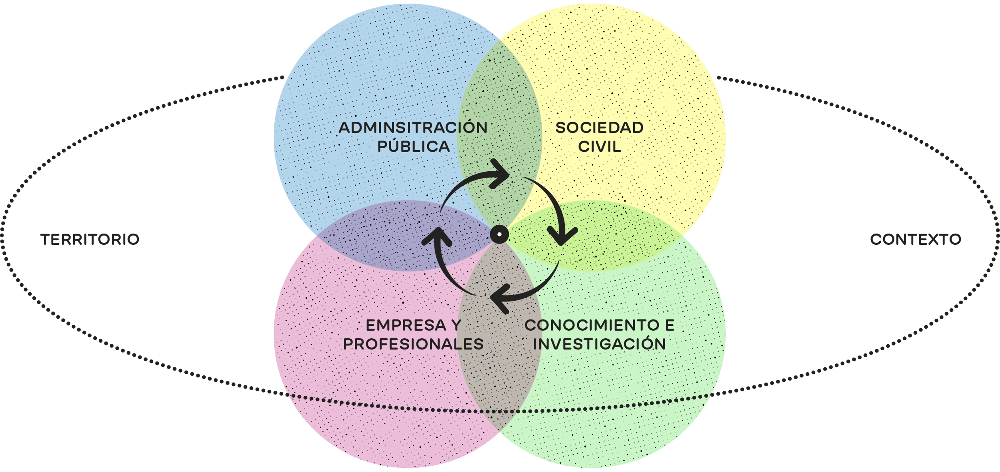 ADMINSITRACIÓN
PÚBLICA
SOCIEDAD
CIVIL
TERRITORIO
CONTEXTO
EMPRESA Y
PROFESIONALES
CONOCIMIENTO E
INVESTIGACIÓN